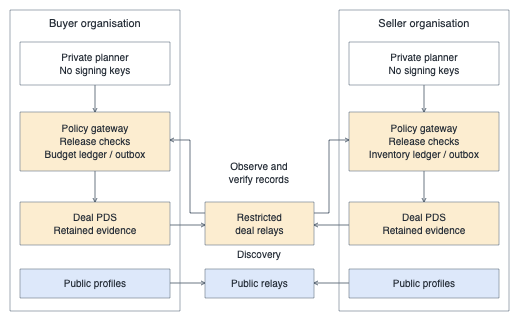 Buyer organisation
Private planner
No signing keys
Policy gateway
Release checks
Budget ledger / outbox
Deal PDS
Retained evidence
Public profiles
Observe and
verify records
Restricted
deal relays
Discovery
Public relays
Seller organisation
Private planner
No signing keys
Policy gateway
Release checks
Inventory ledger / outbox
Deal PDS
Retained evidence
Public profiles